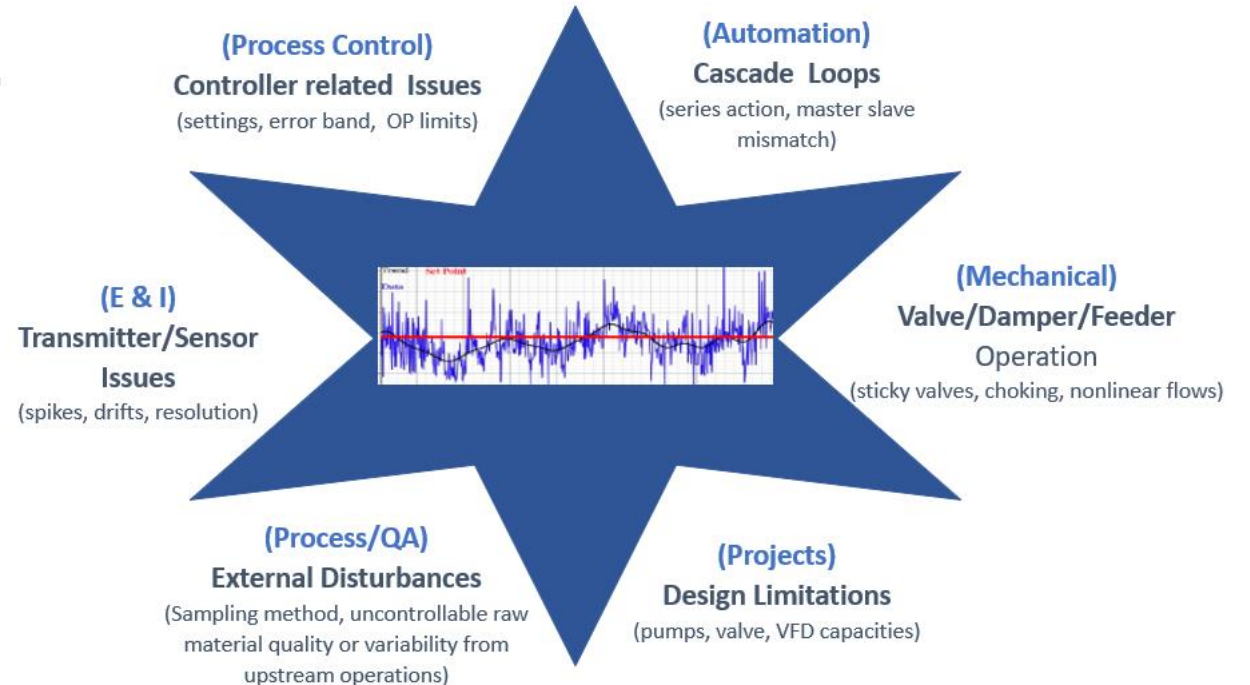 (Process Control)
Controller related Issues
(settings, error band, OP limits)
(Automation)
Cascade Loops
(series action, master slave
mismatch)
(E & I)
Transmitter/Sensor
Issues
(spikes, drifts, resolution)
Trend
Set Point
Data
(Mechanical)
Valve/Damper/Feeder
Operation
(sticky valves, choking, nonlinear flows)
(Process/QA)
External Disturbances
(Sampling method, uncontrollable raw
material quality or variability from
upstream operations)
(Projects)
Design Limitations
(pumps, valve, VFD capacities)